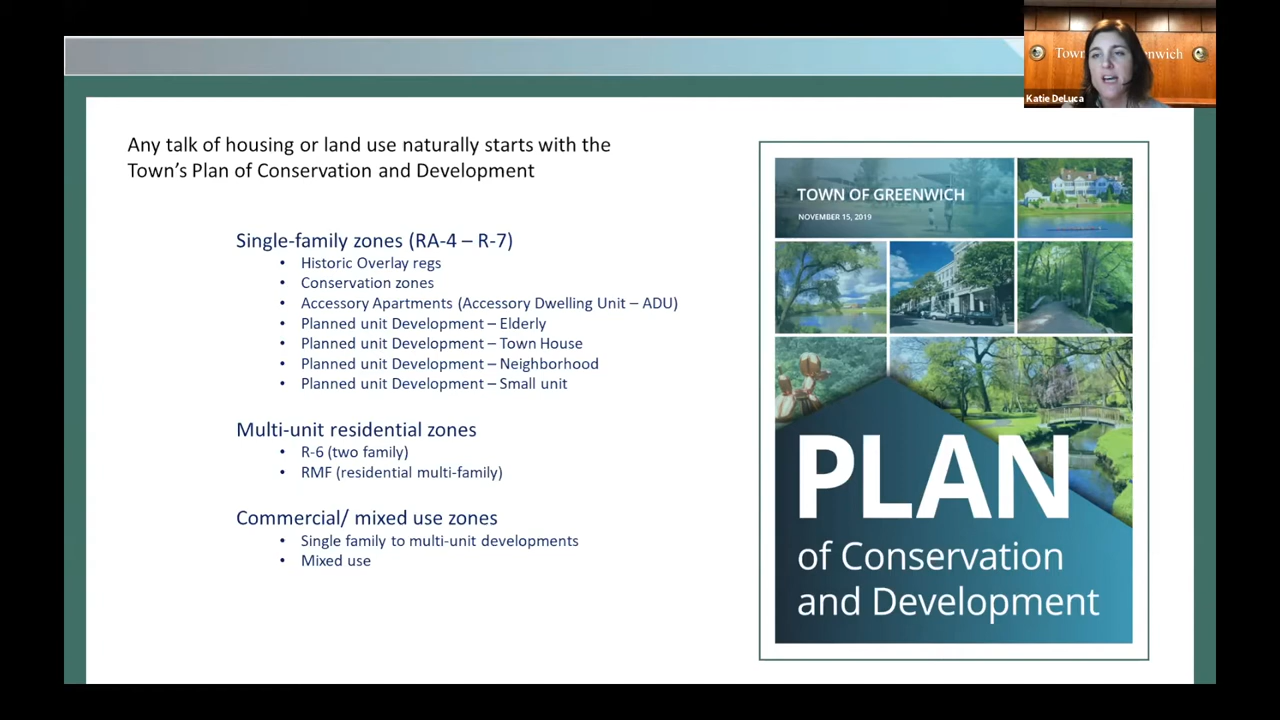 Town Greenwich
Katie DeLuca
Any talk of housing or land use naturally starts with the
Town's Plan of Conservation and Development
Single-family zones (RA-4 – R-7)
• Historic Overlay regs
• Conservation zones
• Accessory Apartments (Accessory Dwelling Unit – ADU)
• Planned unit Development – Elderly
• Planned unit Development – Town House
• Planned unit Development – Neighborhood
• Planned unit Development – Small unit
Multi-unit residential zones
• R-6 (two family)
• RMF (residential multi-family)
Commercial/ mixed use zones
• Single family to multi-unit developments
• Mixed use
TOWN OF GREENWICH
NOVEMBER 15, 2019
PLAN
of Conservation
and Development